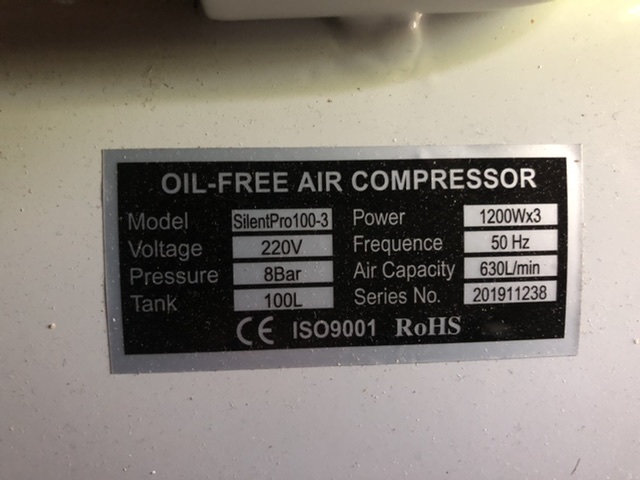 OIL-FREE AIR COMPRESSOR
Model SilentPro100-3 Power 1200Wx3
Voltage 220V Frequence 50 Hz
Pressure 8Bar Air Capacity 630L/min
Tank 100L Series No. 201911238
CE ISO9001 RoHS